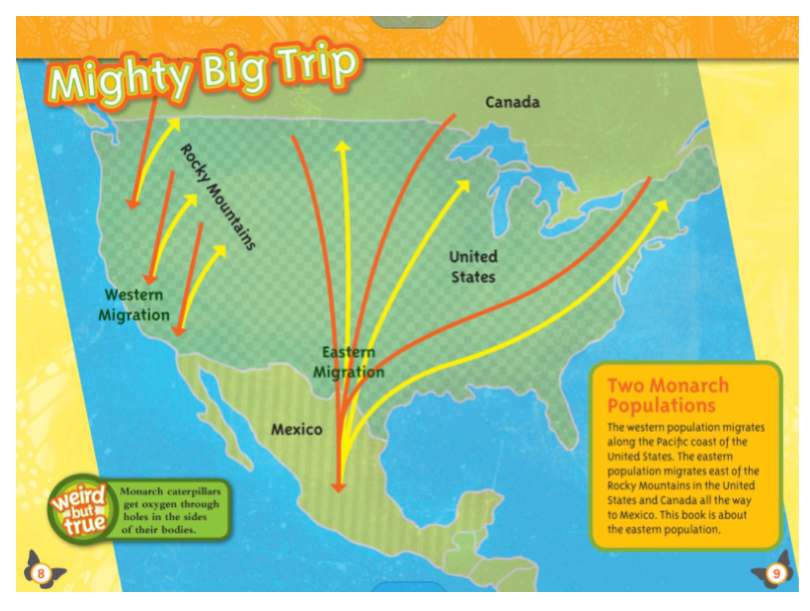 Mighty Big Trip
Canada
Rocky Mountains
United
States
Western
Migration
Eastern
Migration
Mexico
Two Monarch
Populations
The western population migrates
along the Pacific coast of the
United States. The eastern
population migrates east of the
Rocky Mountains in the United
States and Canada all the way
to Mexico. This book is about
the eastern population.
weird
but
true
Monarch caterpillars
get oxygen through
holes in the sides
of their bodies.
8
9